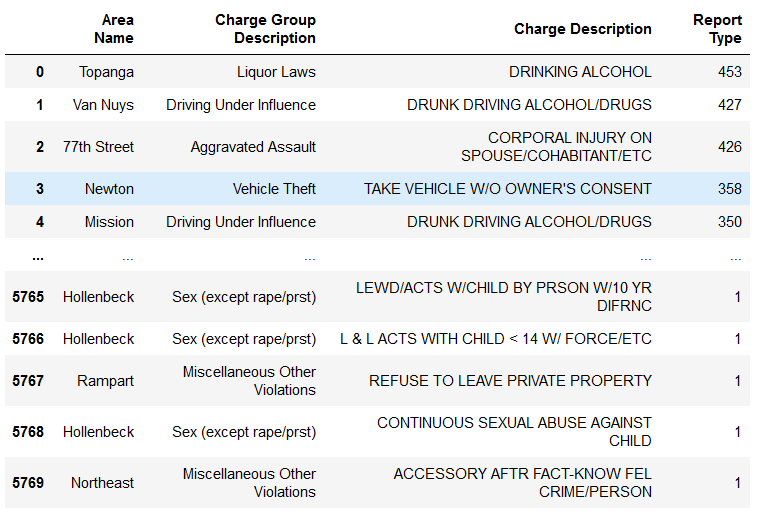 Area Name Charge Group Description Charge Description Report Type
0 Topanga Liquor Laws DRINKING ALCOHOL 453
1 Van Nuys Driving Under Influence DRUNK DRIVING ALCOHOL/DRUGS 427
2 77th Street Aggravated Assault CORPORAL INJURY ON SPOUSE/COHABITANT/ETC 426
3 Newton Vehicle Theft TAKE VEHICLE W/O OWNER'S CONSENT 358
4 Mission Driving Under Influence DRUNK DRIVING ALCOHOL/DRUGS 350
... ... ... ... ...
5765 Hollenbeck Sex (except rape/prst) LEWD/ACTS W/CHILD BY PRSON W/10 YR DIFRNC 1
5766 Hollenbeck Sex (except rape/prst) L & L ACTS WITH CHILD < 14 W/ FORCE/ETC 1
5767 Rampart Miscellaneous Other Violations REFUSE TO LEAVE PRIVATE PROPERTY 1
5768 Hollenbeck Sex (except rape/prst) CONTINUOUS SEXUAL ABUSE AGAINST CHILD 1
5769 Northeast Miscellaneous Other Violations ACCESSORY AFTR FACT-KNOW FEL CRIME/PERSON 1